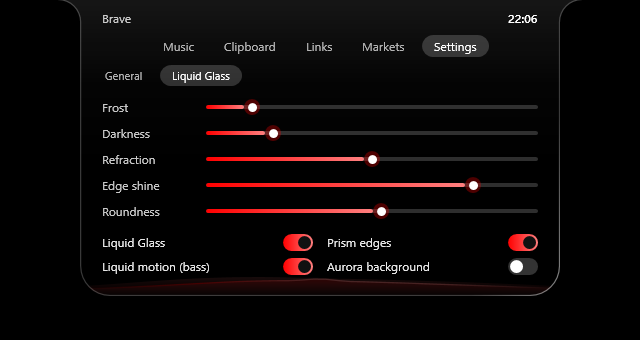 Brave 22:06
Music Clipboard Links Markets Settings
General Liquid Glass
Frost
Darkness
Refraction
Edge shine
Roundness
Liquid Glass Prism edges
Liquid motion (bass) Aurora background